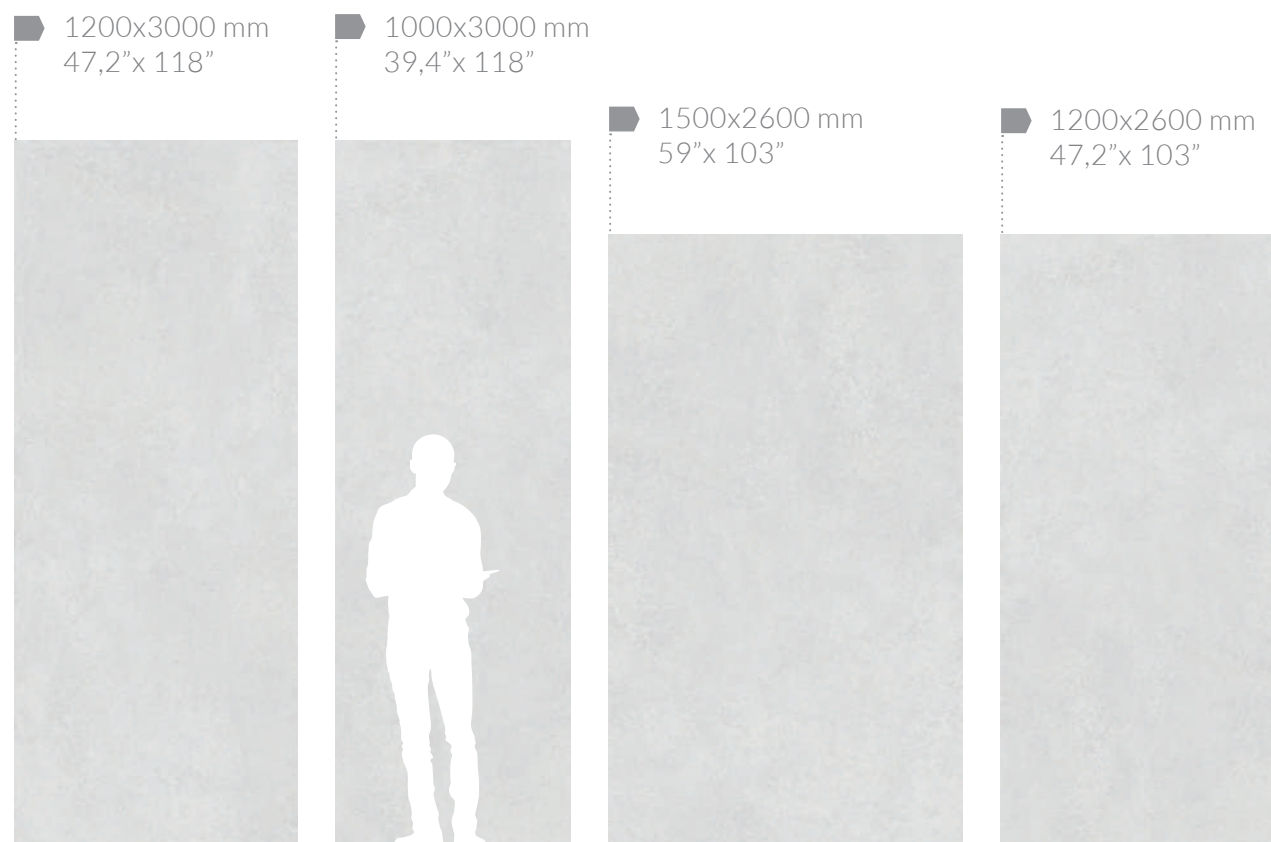 1200x3000 mm
47,2”x 118”
1000x3000 mm
39,4”x 118”
1500x2600 mm
59”x 103”
1200x2600 mm
47,2”x 103”